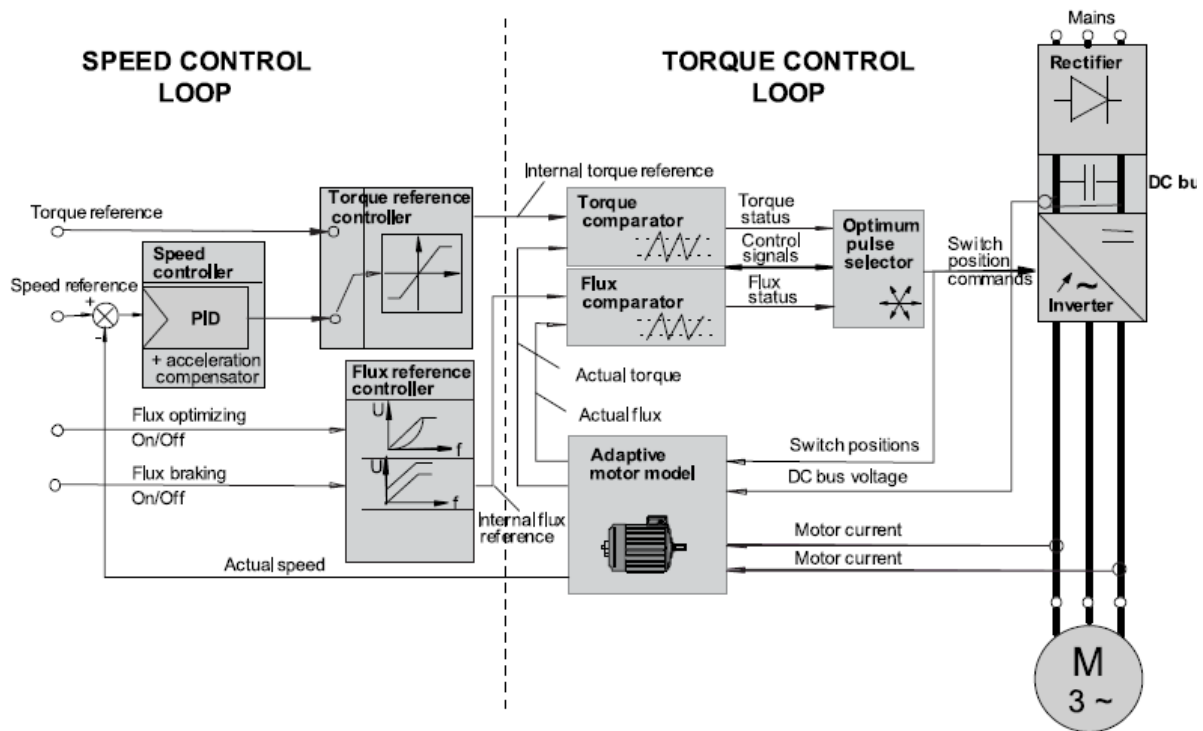 SPEED CONTROL
LOOP
TORQUE CONTROL
LOOP
Mains
Rectifier
DC bu
Internal torque reference
Torque reference
Torque reference
controller
Torque
comparator
Torque
status
Control
signals
Flux
status
Optimum
pulse
selector
Switch
position
commands
~
Inverter
Speed reference
+
-
Speed
controller
PID
+ acceleration
compensator
Flux
comparator
Flux reference
controller
U
f
U
f
Flux optimizing
On/Off
Flux braking
On/Off
Internal flux
reference
Actual torque
Actual flux
Adaptive
motor model
Switch positions
DC bus voltage
Motor current
Motor current
Actual speed
M
3 ~